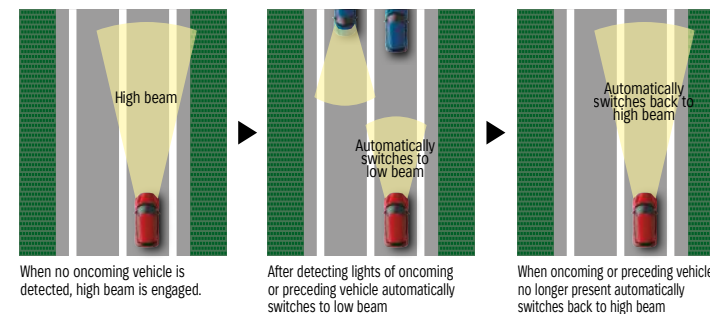 High beam
When no oncoming vehicle is
detected, high beam is engaged.
Automatically
switches to
low beam
After detecting lights of oncoming
or preceding vehicle automatically
switches to low beam
Automatically
switches back to
high beam
When oncoming or preceding vehicle
no longer present automatically
switches back to high beam